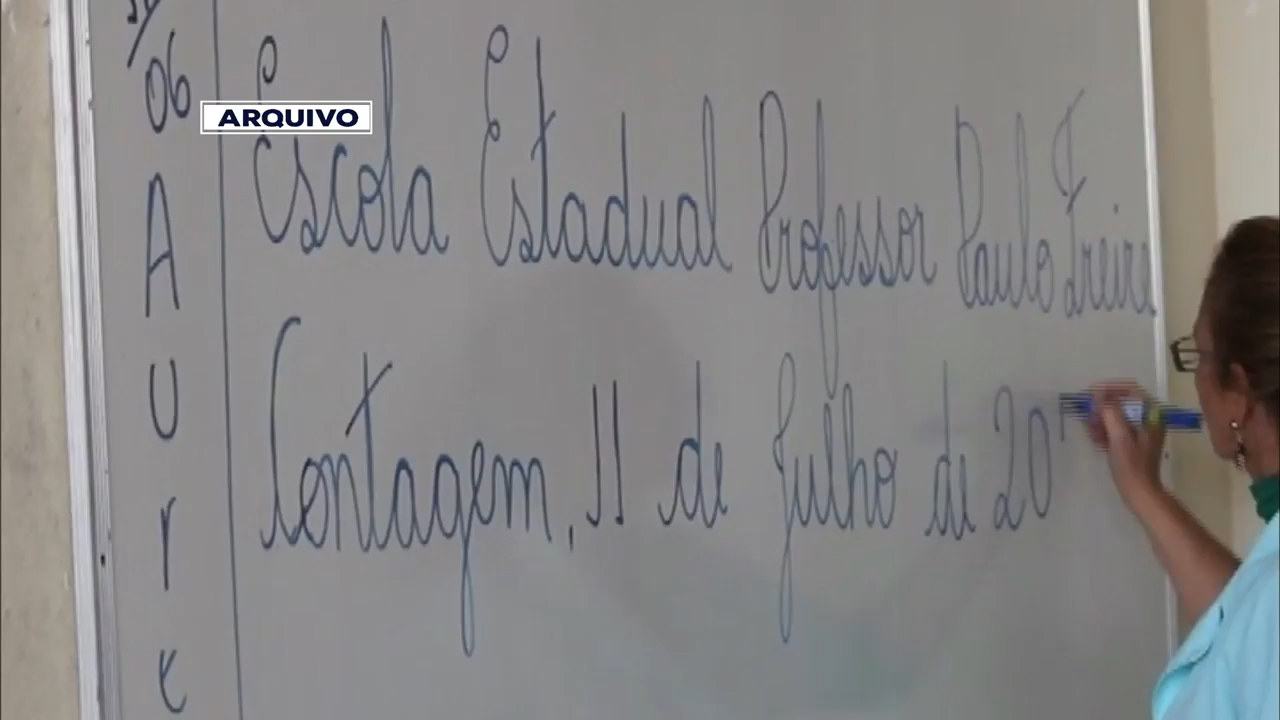 06
A
u
r
e
ARQUIVO
Escola Estadual Professor Paulo Freire
Contagem, 11 de julho de 20